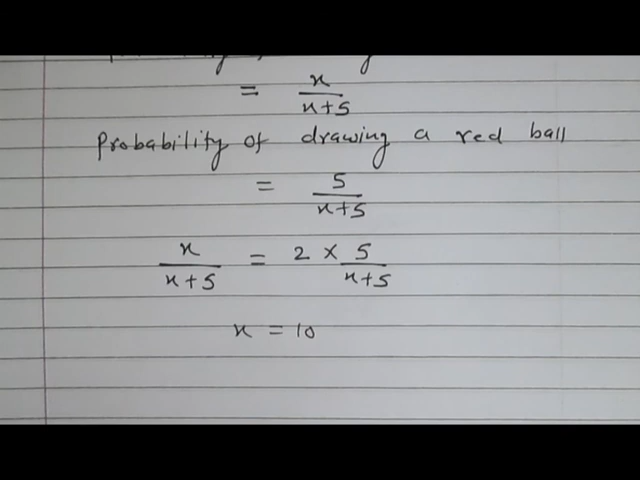 = x/x+5
Probability of drawing a red ball
= 5/x+5
x/x+5 = 2 × 5/x+5
x = 10